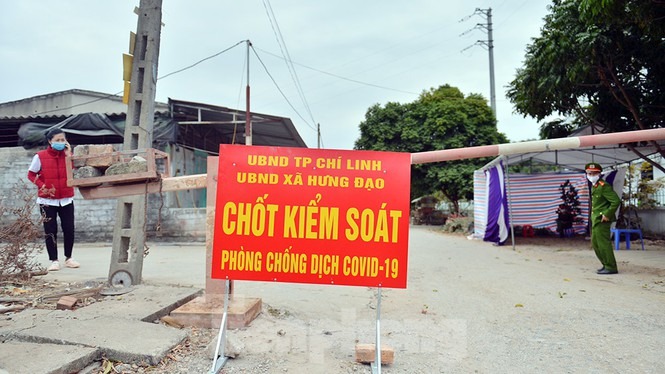 UBND TP CHÍ LINH
UBND XÃ HƯNG ĐẠO
CHỐT KIỂM SOÁT
PHÒNG CHỐNG DỊCH COVID-19